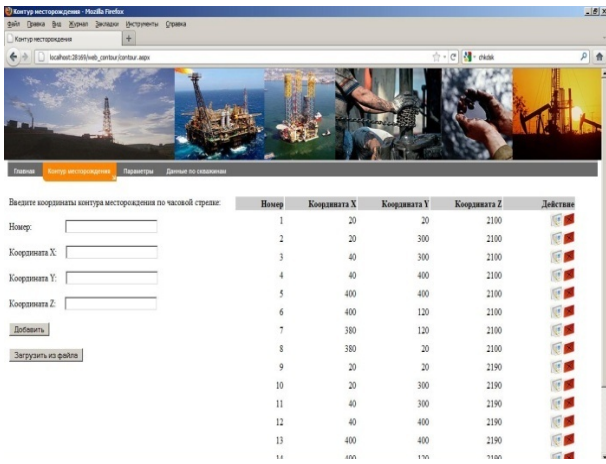 Контур месторождения - Mozilla Firefox
Файл Правка Вид Журнал Закладки Инструменты Справка
Контур месторождения +
localhost:28169/web_contour/contour.aspx chkdsk
Главная Контур месторождения Параметры Данные по скважинам
Введите координаты контура месторождения по часовой стрелке:
Номер:
Координата X:
Координата Y:
Координата Z:
Добавить
Загрузить из файла
Номер Координата X Координата Y Координата Z Действие
1 20 20 2100
2 20 300 2100
3 40 300 2100
4 40 400 2100
5 400 400 2100
6 400 120 2100
7 380 120 2100
8 380 20 2100
9 20 20 2190
10 20 300 2190
11 40 300 2190
12 40 400 2190
13 400 400 2190
14 400 120 2190